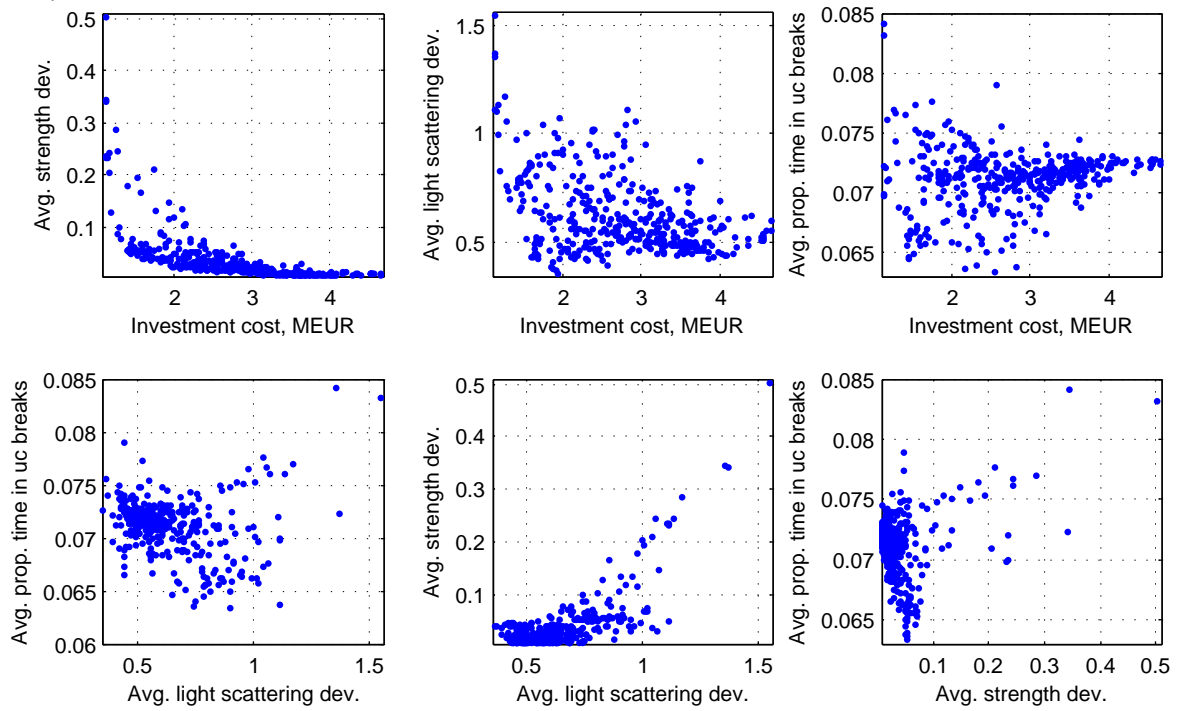 0.5
0.4
0.3
0.2
0.1
2 3 4
Avg. strength dev.
Investment cost, MEUR
1.5
1
0.5
2 3 4
Avg. light scattering dev.
Investment cost, MEUR
0.085
0.08
0.075
0.07
0.065
2 3 4
Avg. prop. time in uc breaks
Investment cost, MEUR
0.085
0.08
0.075
0.07
0.065
0.06
0.5 1 1.5
Avg. prop. time in uc breaks
Avg. light scattering dev.
0.5
0.4
0.3
0.2
0.1
0.5 1 1.5
Avg. strength dev.
Avg. light scattering dev.
0.085
0.08
0.075
0.07
0.065
0.1 0.2 0.3 0.4 0.5
Avg. prop. time in uc breaks
Avg. strength dev.